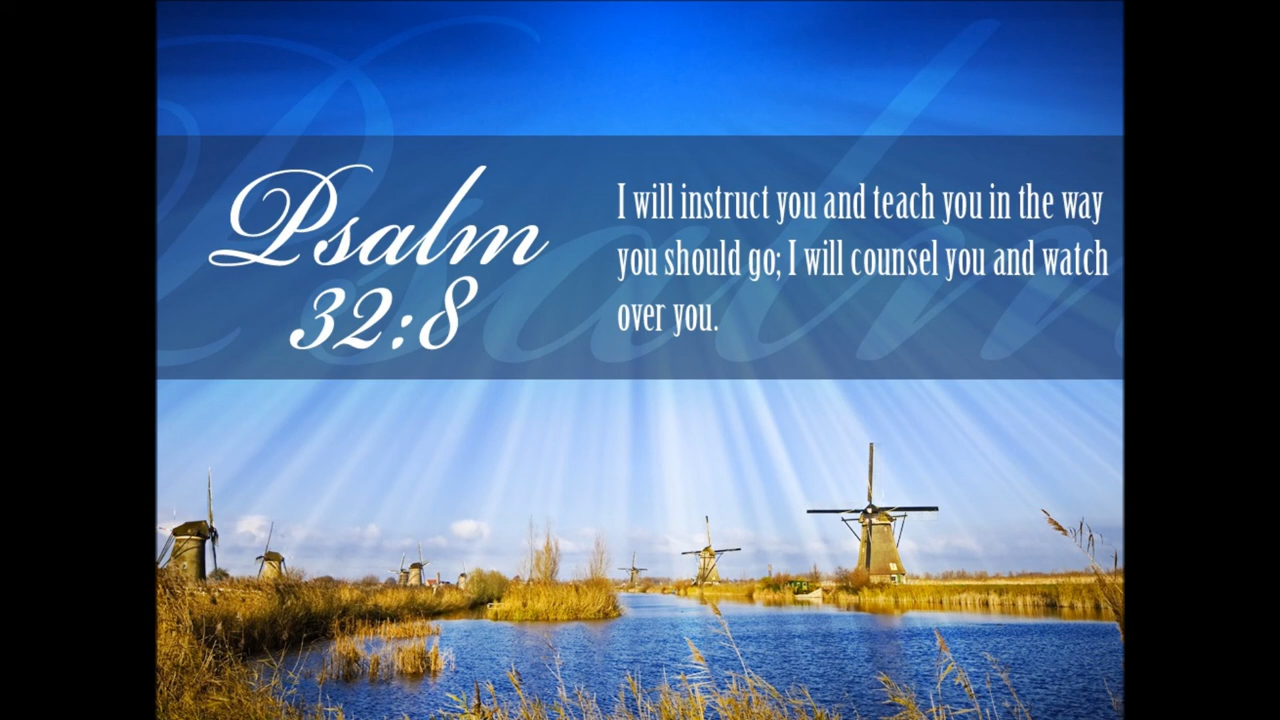 Psalm
32:8
I will instruct you and teach you in the way
you should go; I will counsel you and watch
over you.